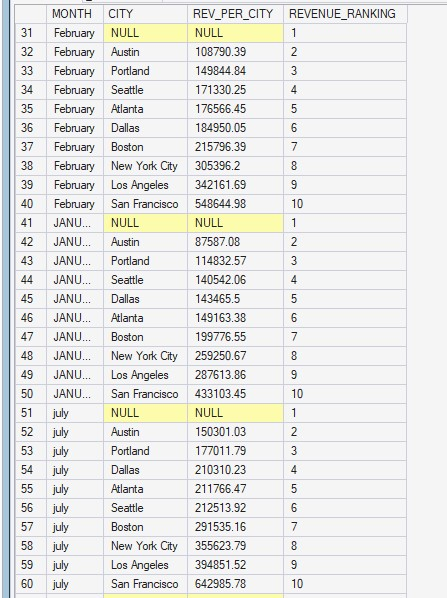 MONTH CITY REV_PER_CITY REVENUE_RANKING
31 February NULL NULL 1
32 February Austin 108790.39 2
33 February Portland 149844.84 3
34 February Seattle 171330.25 4
35 February Atlanta 176566.45 5
36 February Dallas 184950.05 6
37 February Boston 215796.39 7
38 February New York City 305396.2 8
39 February Los Angeles 342161.69 9
40 February San Francisco 548644.98 10
41 JANU... NULL NULL 1
42 JANU... Austin 87587.08 2
43 JANU... Portland 114832.57 3
44 JANU... Seattle 140542.06 4
45 JANU... Dallas 143465.5 5
46 JANU... Atlanta 149163.38 6
47 JANU... Boston 199776.55 7
48 JANU... New York City 259250.67 8
49 JANU... Los Angeles 287613.86 9
50 JANU... San Francisco 433103.45 10
51 july NULL NULL 1
52 july Austin 150301.03 2
53 july Portland 177011.79 3
54 july Dallas 210310.23 4
55 july Atlanta 211766.47 5
56 july Seattle 212513.92 6
57 july Boston 291535.16 7
58 july New York City 355623.79 8
59 july Los Angeles 394851.52 9
60 july San Francisco 642985.78 10